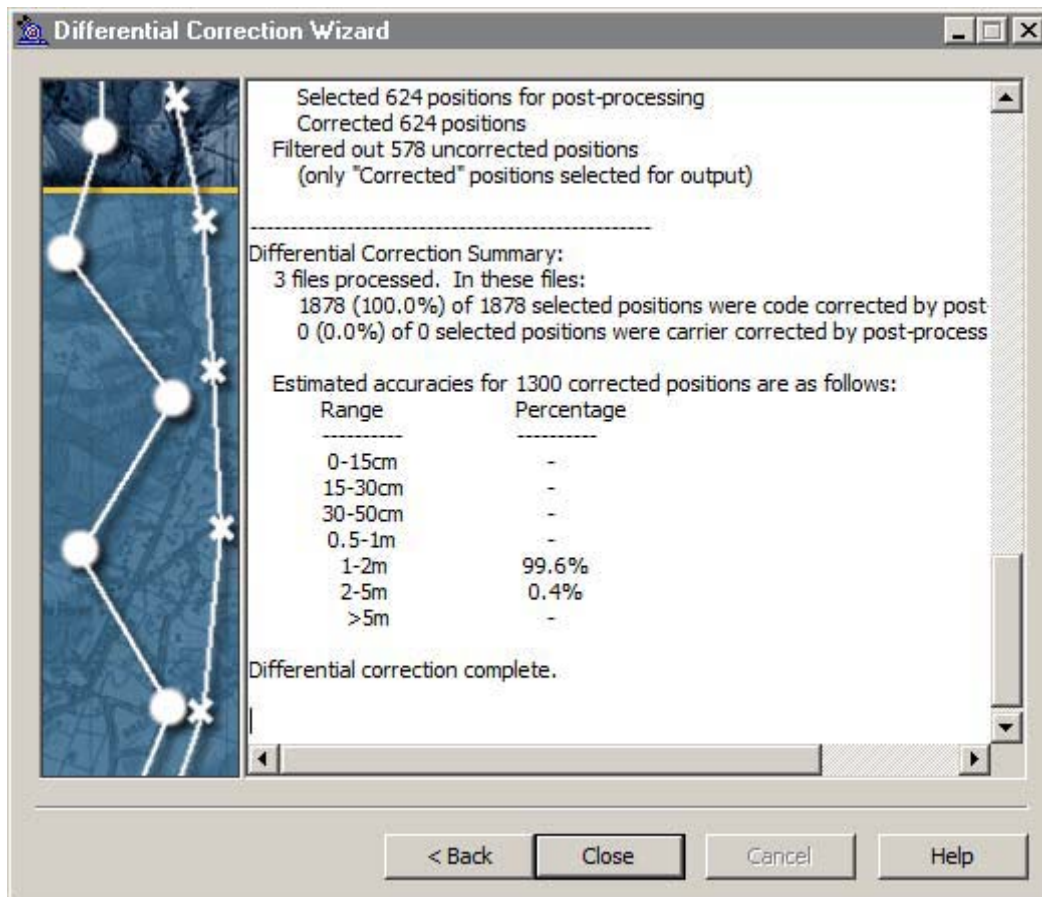 Differential Correction Wizard
Selected 624 positions for post-processing
Corrected 624 positions
Filtered out 578 uncorrected positions
(only "Corrected" positions selected for output)
--------------------------------------------------
Differential Correction Summary:
3 files processed.  In these files:
1878 (100.0%) of 1878 selected positions were code corrected by post-
0 (0.0%) of 0 selected positions were carrier corrected by post-process
Estimated accuracies for 1300 corrected positions are as follows:
Range Percentage
---------- ----------
0-15cm -
15-30cm -
30-50cm -
0.5-1m -
1-2m 99.6%
2-5m 0.4%
>5m -
Differential correction complete.
< Back Close Cancel Help